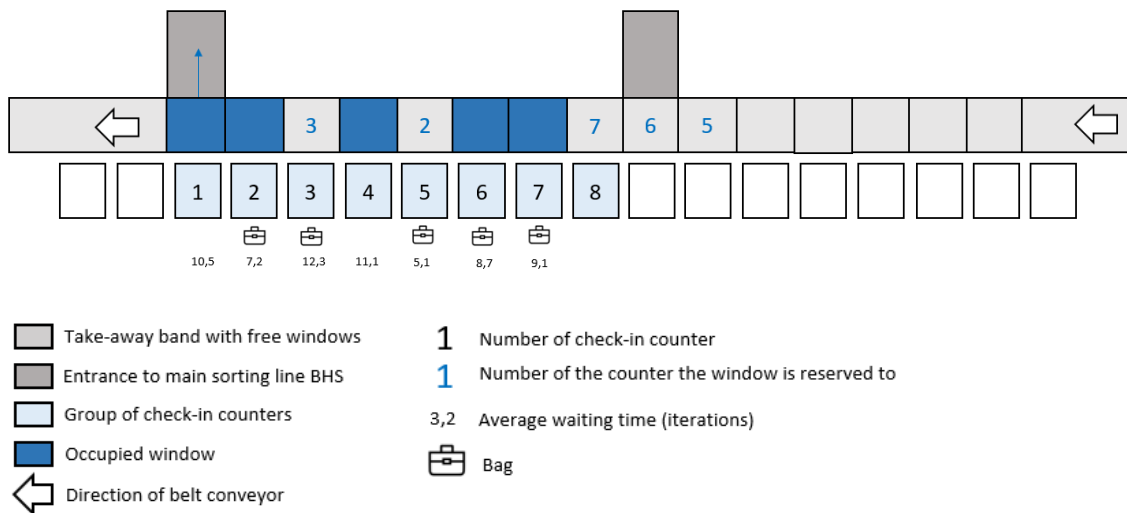 3 2 7 6 5
1 2 3 4 5 6 7 8
10,5 7,2 12,3 11,1 5,1 8,7 9,1
Take-away band with free windows
Entrance to main sorting line BHS
Group of check-in counters
Occupied window
Direction of belt conveyor
1 Number of check-in counter
1 Number of the counter the window is reserved to
3,2 Average waiting time (iterations)
Bag